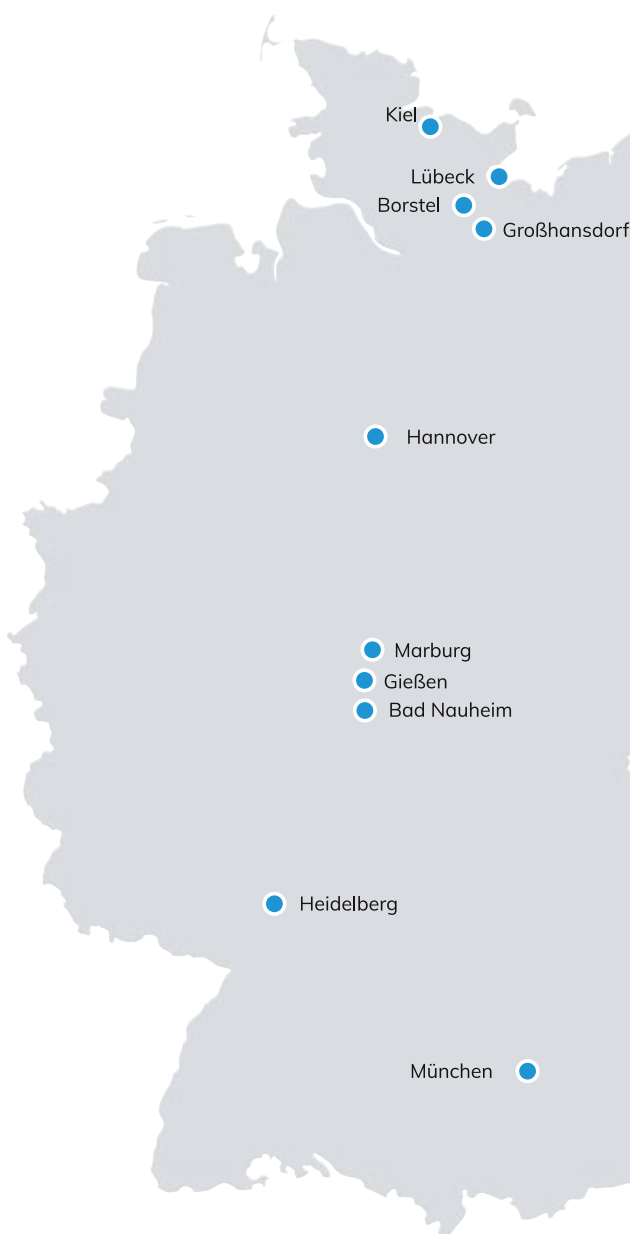 Kiel
Lübeck
Borstel
Großhansdorf
Hannover
Marburg
Gießen
Bad Nauheim
Heidelberg
München